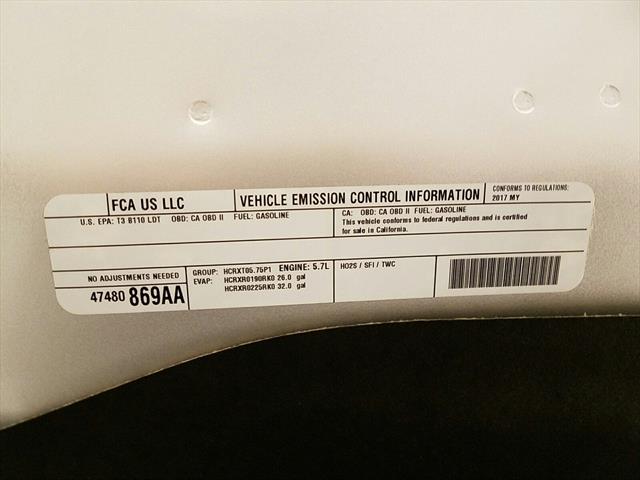 FCA US LLC
VEHICLE EMISSION CONTROL INFORMATION
CONFORMS TO REGULATIONS:
2017 MY
U.S. EPA: T3 B110 LDT OBD: CA OBD II FUEL: GASOLINE
CA: OBD: CA OBD II FUEL: GASOLINE
This vehicle conforms to federal regulations and is certified
for sale in California.
NO ADJUSTMENTS NEEDED
47480 869AA
GROUP: HCRXT05.75P1 ENGINE: 5.7L
EVAP: HCRXR0190RK0 26.0 gal
HCRXR0225RK0 32.0 gal
HO2S / SFI / TWC